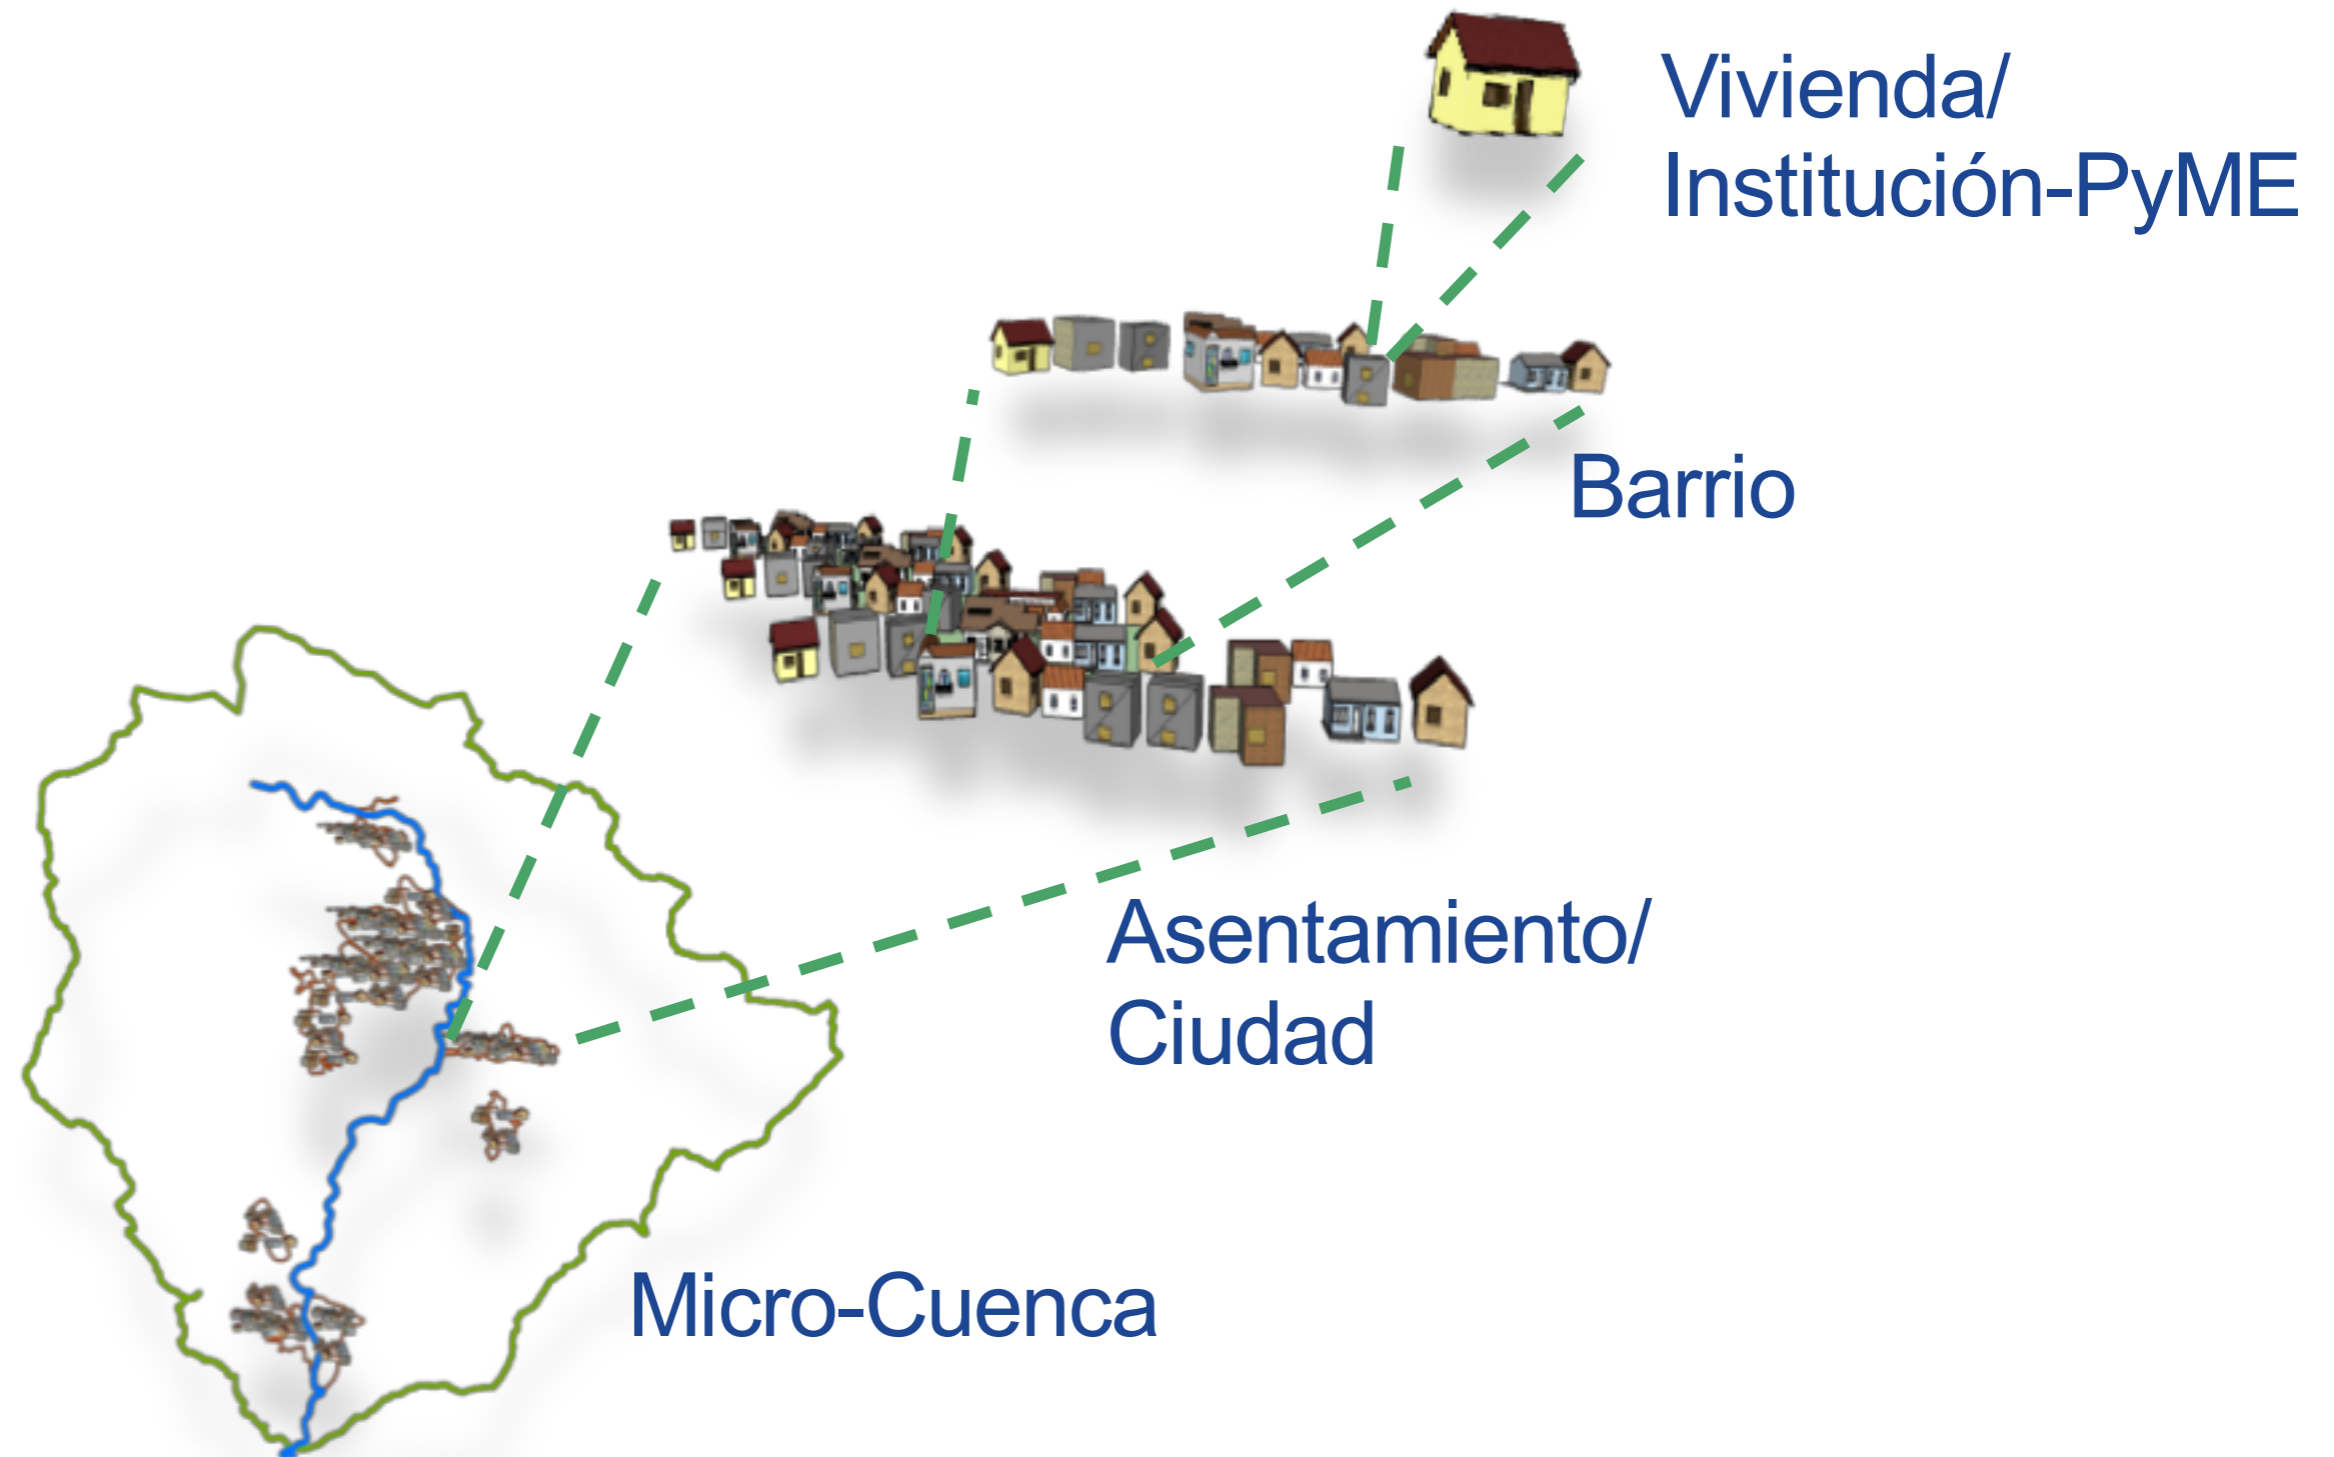 Vivienda/
Institución-PyME
Barrio
Asentamiento/
Ciudad
Micro-Cuenca